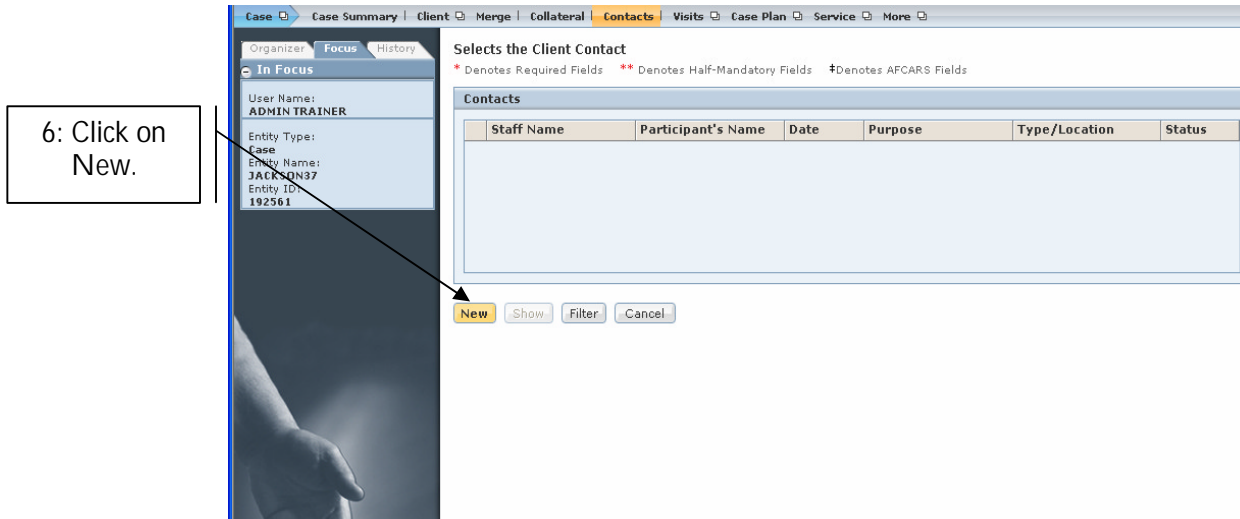 Case Case Summary | Client Merge | Collateral | Contacts | Visits Case Plan Service More
Organizer Focus History
In Focus
User Name:
ADMIN TRAINER
Entity Type:
Case
Entity Name:
JACKSON37
Entity ID:
192561
6: Click on
New.
Selects the Client Contact
* Denotes Required Fields ** Denotes Half-Mandatory Fields ‡Denotes AFCARS Fields
Contacts
Staff Name Participant's Name Date Purpose Type/Location Status
New Show Filter Cancel